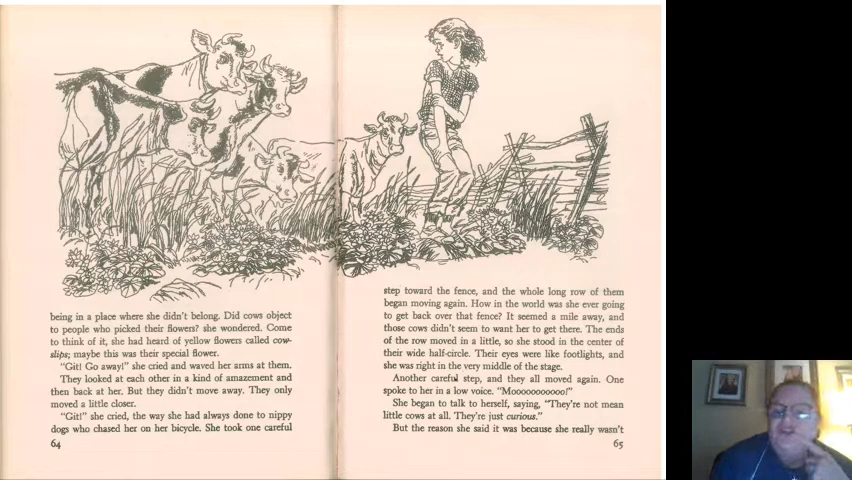 being in a place where she didn't belong. Did cows object
to people who picked their flowers? she wondered. Come
to think of it, she had heard of yellow flowers called cow-
slips; maybe this was their special flower.
"Git! Go away!" she cried and waved her arms at them.
They looked at each other in a kind of amazement and
then back at her. But they didn't move away. They only
moved a little closer.
"Git!" she cried, the way she had always done to nippy
dogs who chased her on her bicycle. She took one careful
64
step toward the fence, and the whole long row of them
began moving again. How in the world was she ever going
to get back over that fence? It seemed a mile away, and
those cows didn't seem to want her to get there. The ends
of the row moved in a little, so she stood in the center of
their wide half-circle. Their eyes were like footlights, and
she was right in the very middle of the stage.
Another careful step, and they all moved again. One
spoke to her in a low voice. "Moooooooooo!"
She began to talk to herself, saying, "They're not mean
little cows at all. They're just curious."
But the reason she said it was because she really wasn't
65